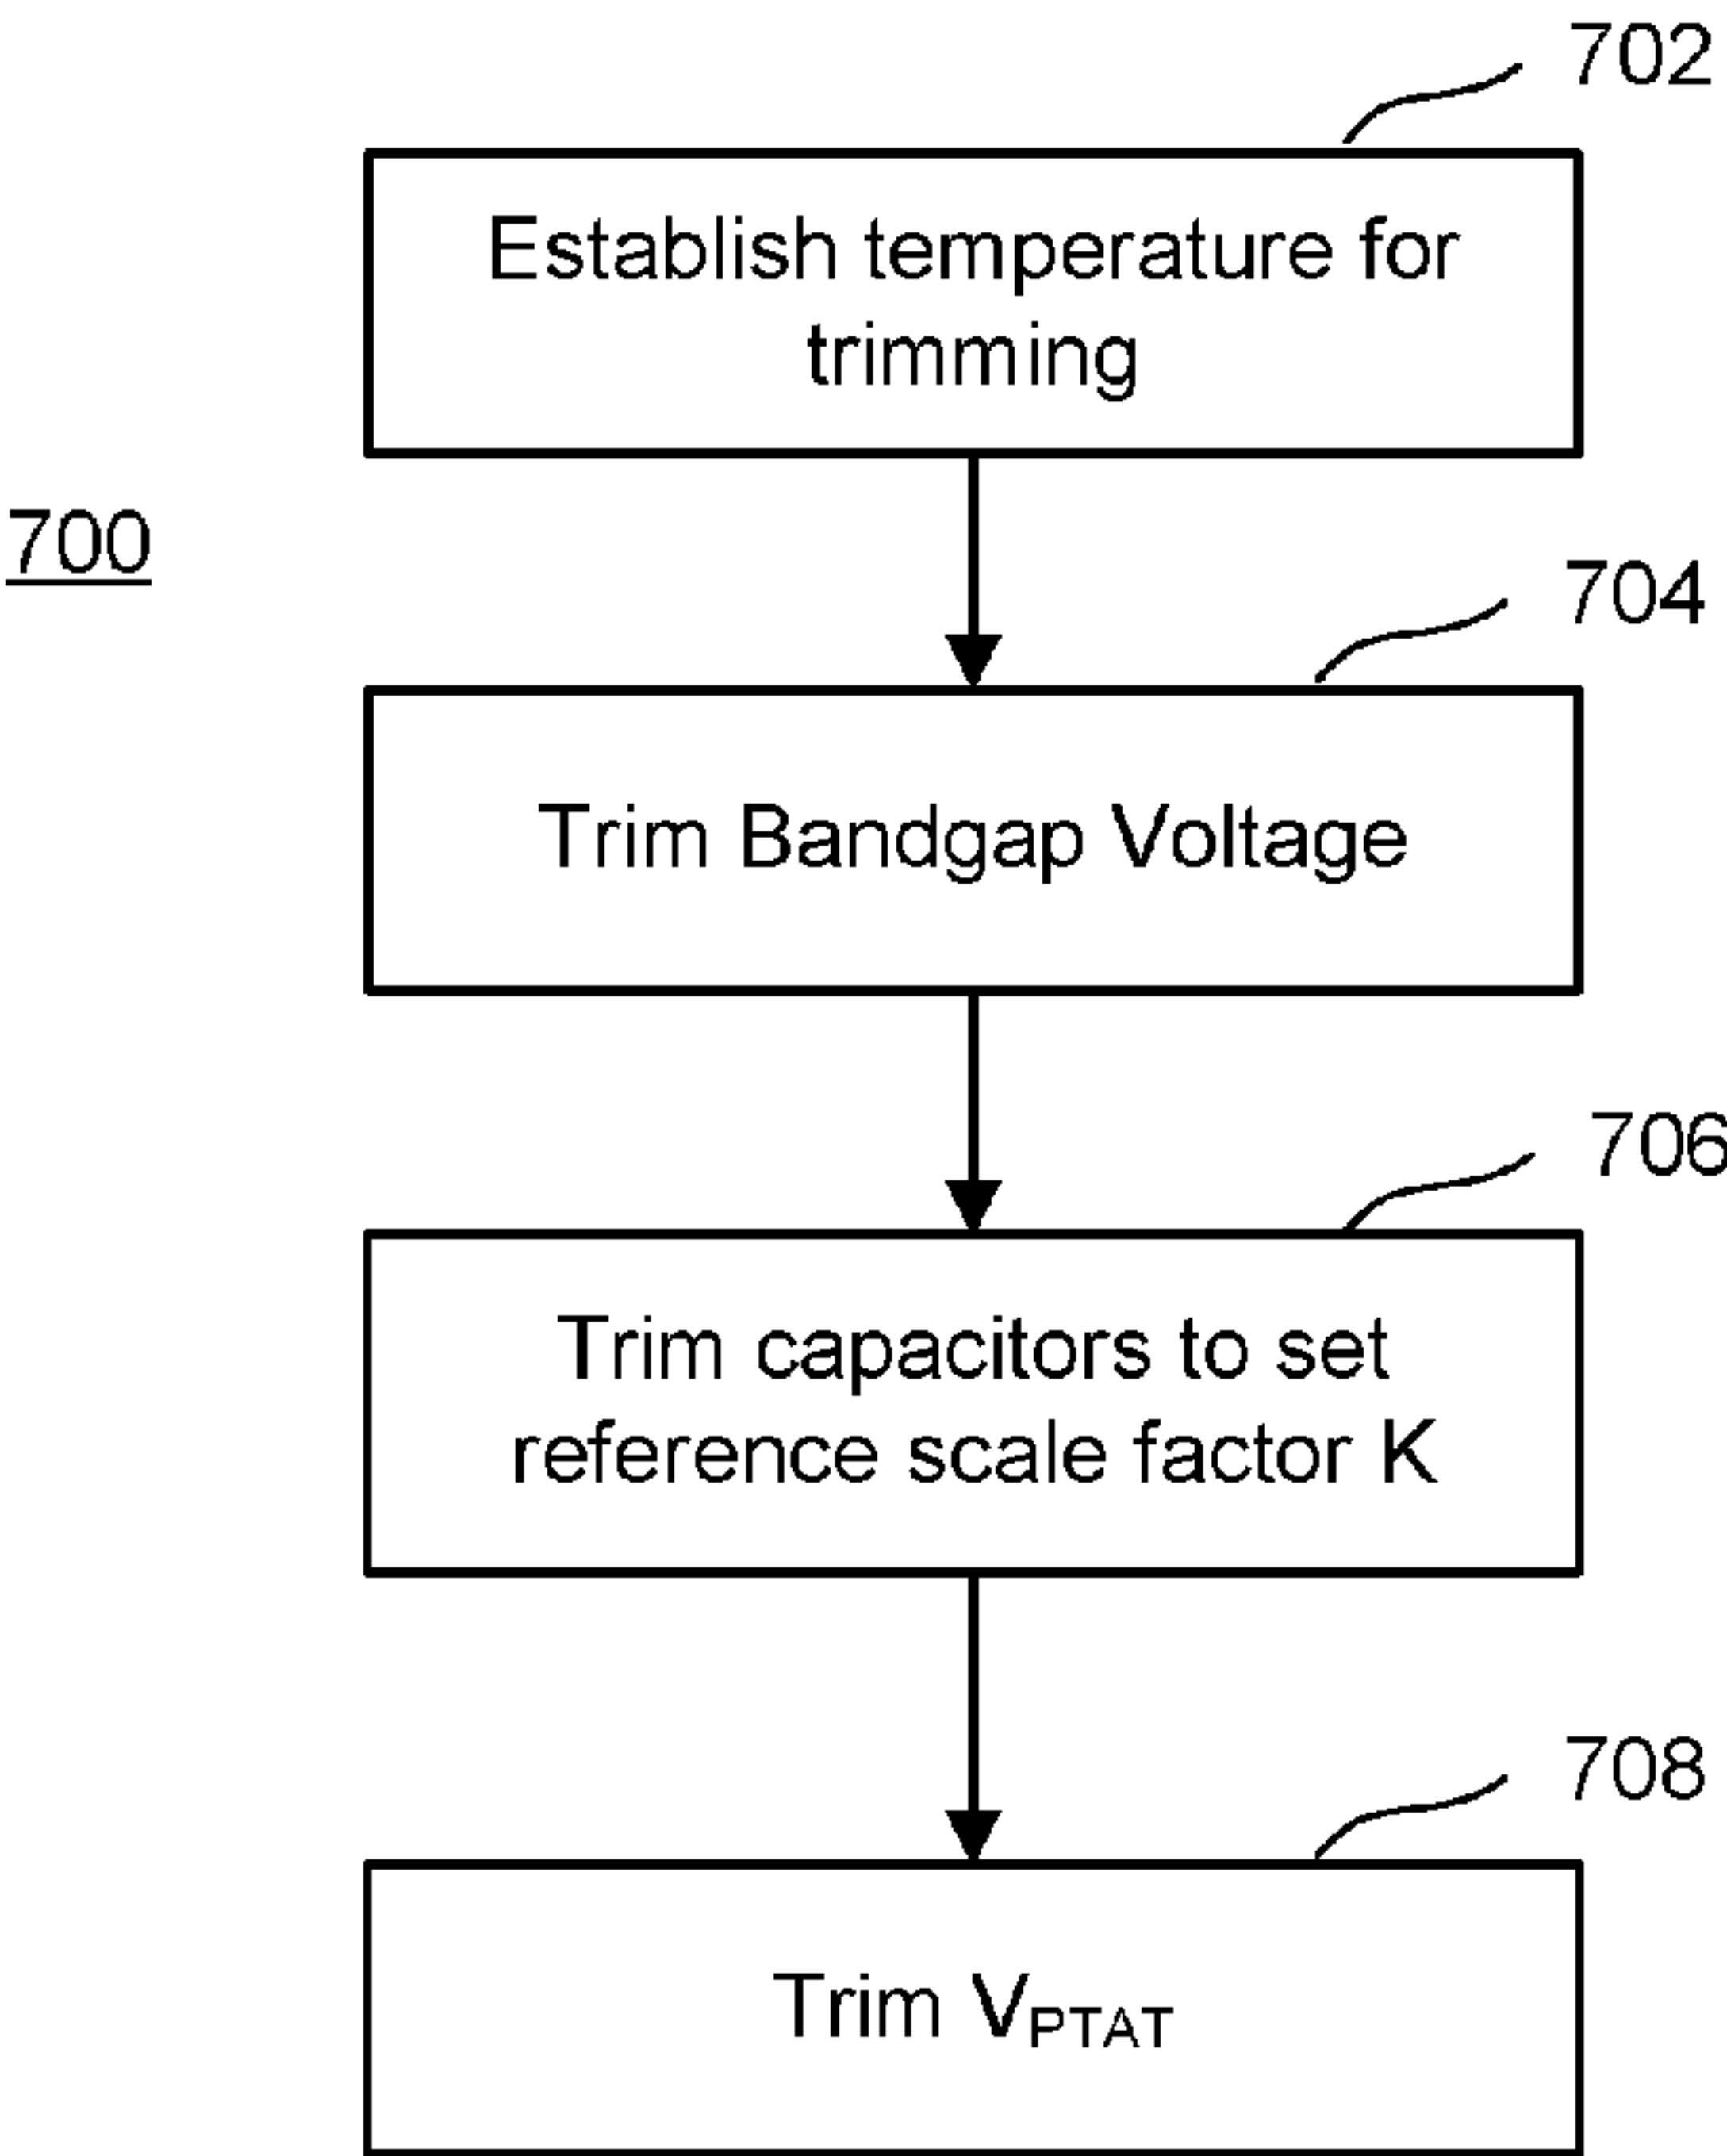 702
Establish temperature for
trimming
700
704
Trim Bandgap Voltage
706
Trim capacitors to set
reference scale factor K
708
Trim VPTAT